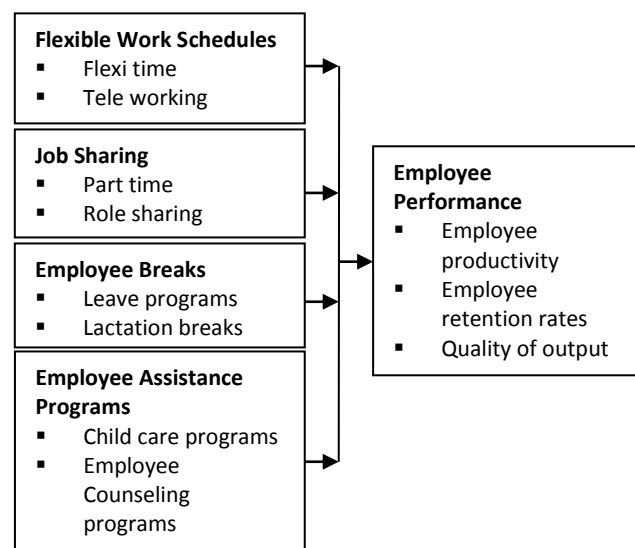 Flexible Work Schedules
▪ Flexi time
▪ Tele working
Job Sharing
▪ Part time
▪ Role sharing
Employee Breaks
▪ Leave programs
▪ Lactation breaks
Employee Assistance
Programs
▪ Child care programs
▪ Employee
Counseling
programs
Employee
Performance
▪ Employee
productivity
▪ Employee
retention rates
▪ Quality of output